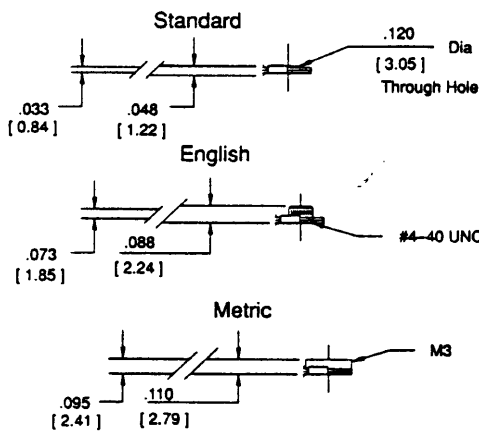 Standard
.120
[ 3.05 ]
Dia
Through Hole
.033
[ 0.84 ]
.048
[ 1.22 ]
English
.073
[ 1.85 ]
.088
[ 2.24 ]
#4-40 UNC
Metric
M3
.095
[ 2.41 ]
.110
[ 2.79 ]